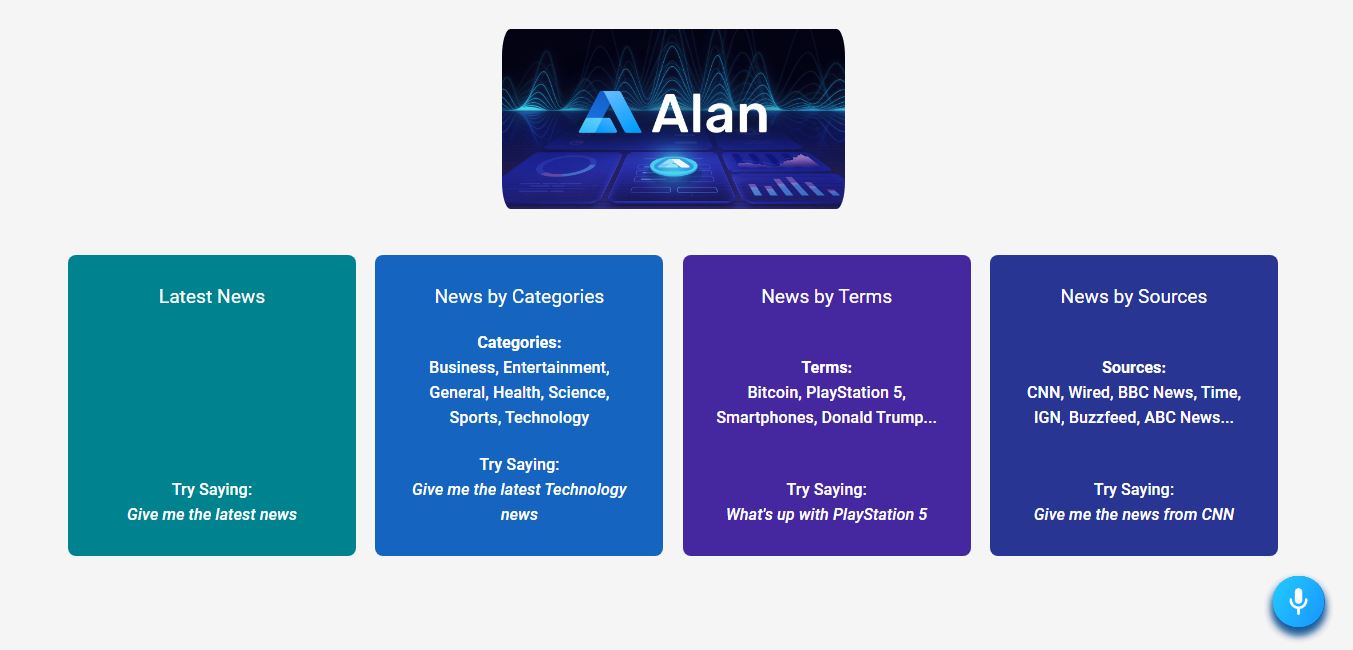 Alan
Latest News
Try Saying:
Give me the latest news
News by Categories
Categories:
Business, Entertainment,
General, Health, Science,
Sports, Technology
Try Saying:
Give me the latest Technology
news
News by Terms
Terms:
Bitcoin, PlayStation 5,
Smartphones, Donald Trump...
Try Saying:
What's up with PlayStation 5
News by Sources
Sources:
CNN, Wired, BBC News, Time,
IGN, Buzzfeed, ABC News...
Try Saying:
Give me the news from CNN